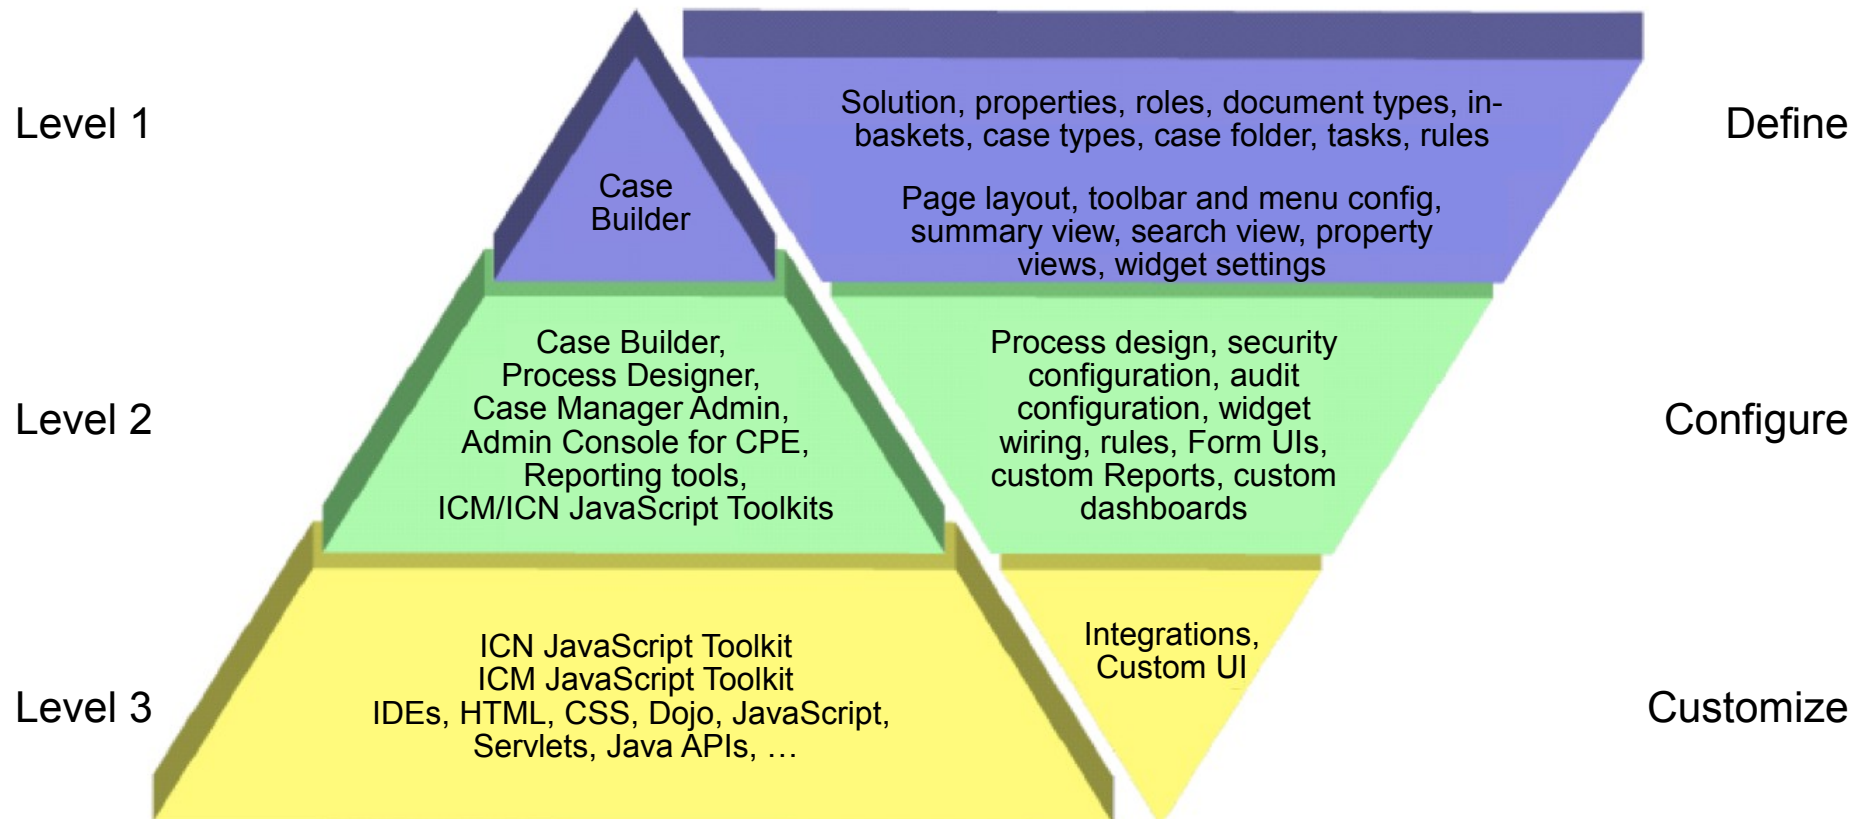 Level 1
Case
Builder
Solution, properties, roles, document types, in-
baskets, case types, case folder, tasks, rules
Page layout, toolbar and menu config,
summary view, search view, property
views, widget settings
Define
Level 2
Case Builder,
Process Designer,
Case Manager Admin,
Admin Console for CPE,
Reporting tools,
ICM/ICN JavaScript Toolkits
Process design, security
configuration, audit
configuration, widget
wiring, rules, Form UIs,
custom Reports, custom
dashboards
Configure
Level 3
ICN JavaScript Toolkit
ICM JavaScript Toolkit
IDEs, HTML, CSS, Dojo, JavaScript,
Servlets, Java APIs, …
Integrations,
Custom UI
Customize